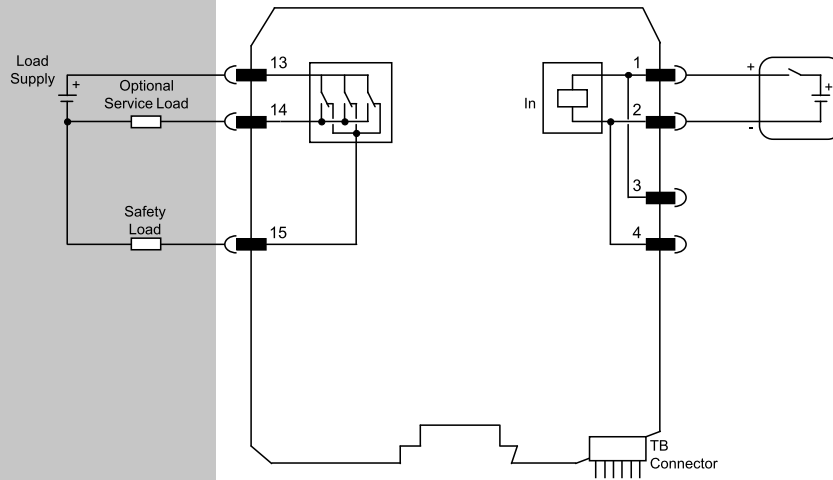 Load
Supply
+
Optional
Service Load
Safety
Load
13
14
15
In
1
2
3
4
+
-
+
TB
Connector